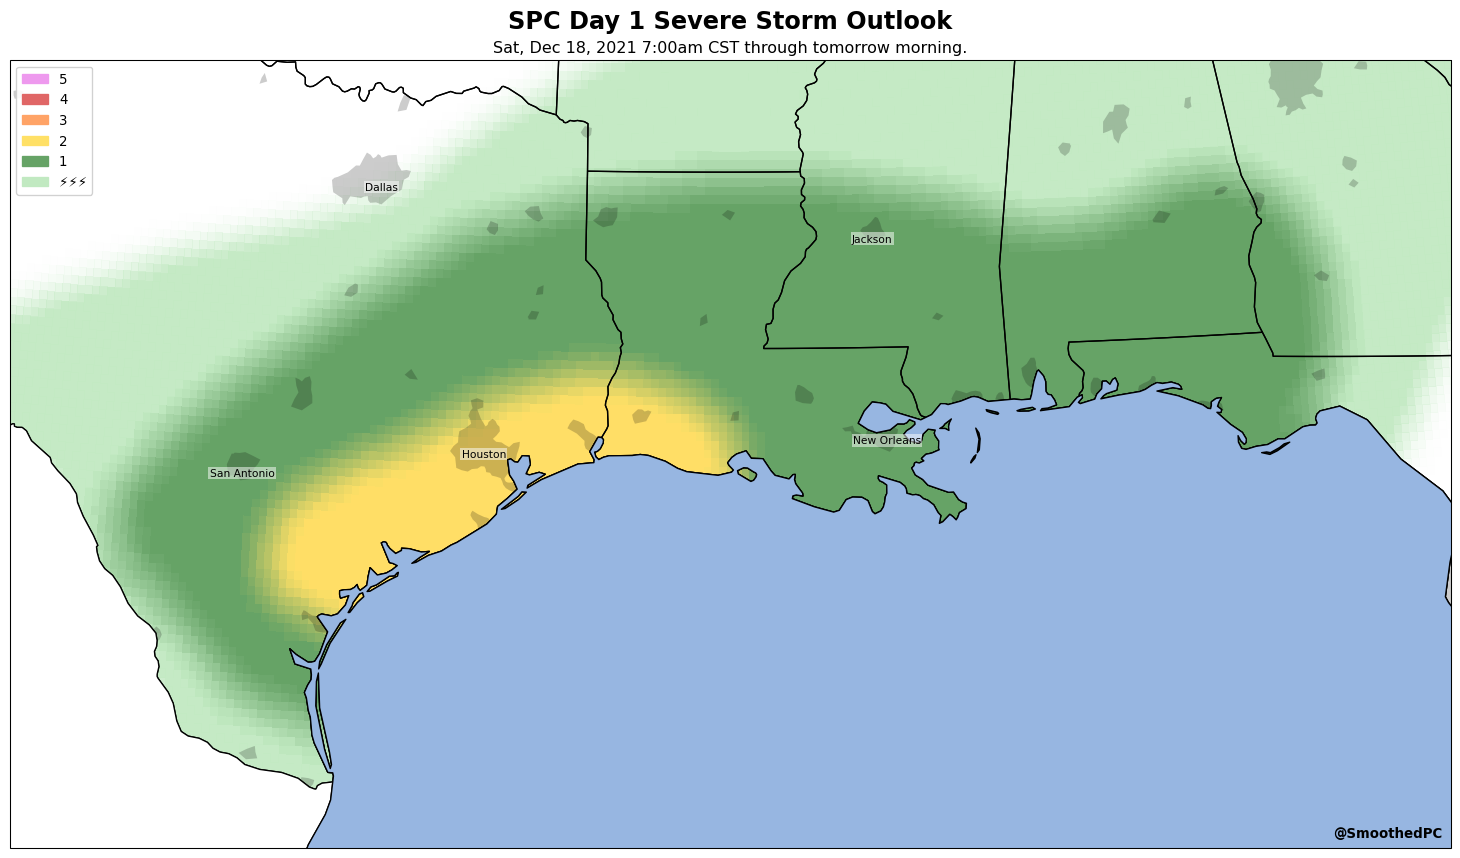 SPC Day 1 Severe Storm Outlook
Sat, Dec 18, 2021 7:00am CST through tomorrow morning.
5
4
3
2
1
⚡⚡⚡
Dallas
Jackson
New Orleans
Houston
San Antonio
@SmoothedPC